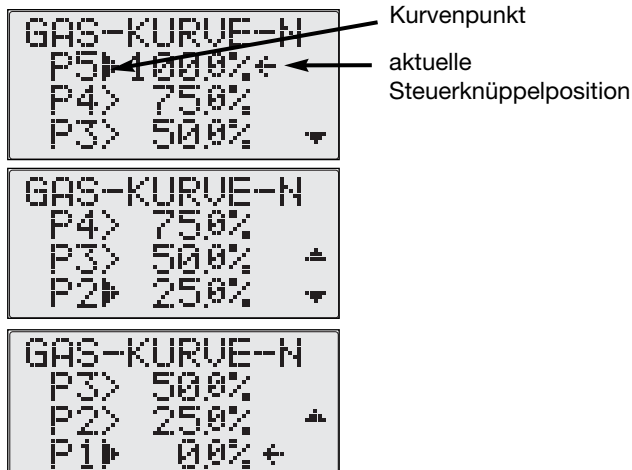 GAS-KURVE-N
P5▶100.0%←
P4> 75.0%
P3> 50.0%
Kurvenpunkt
aktuelle
Steuerknüppelposition
GAS-KURVE-N
P4> 75.0%
P3> 50.0%
P2▶ 25.0%
GAS-KURVE-N
P3> 50.0%
P2> 25.0%
P1▶ 0.0%←